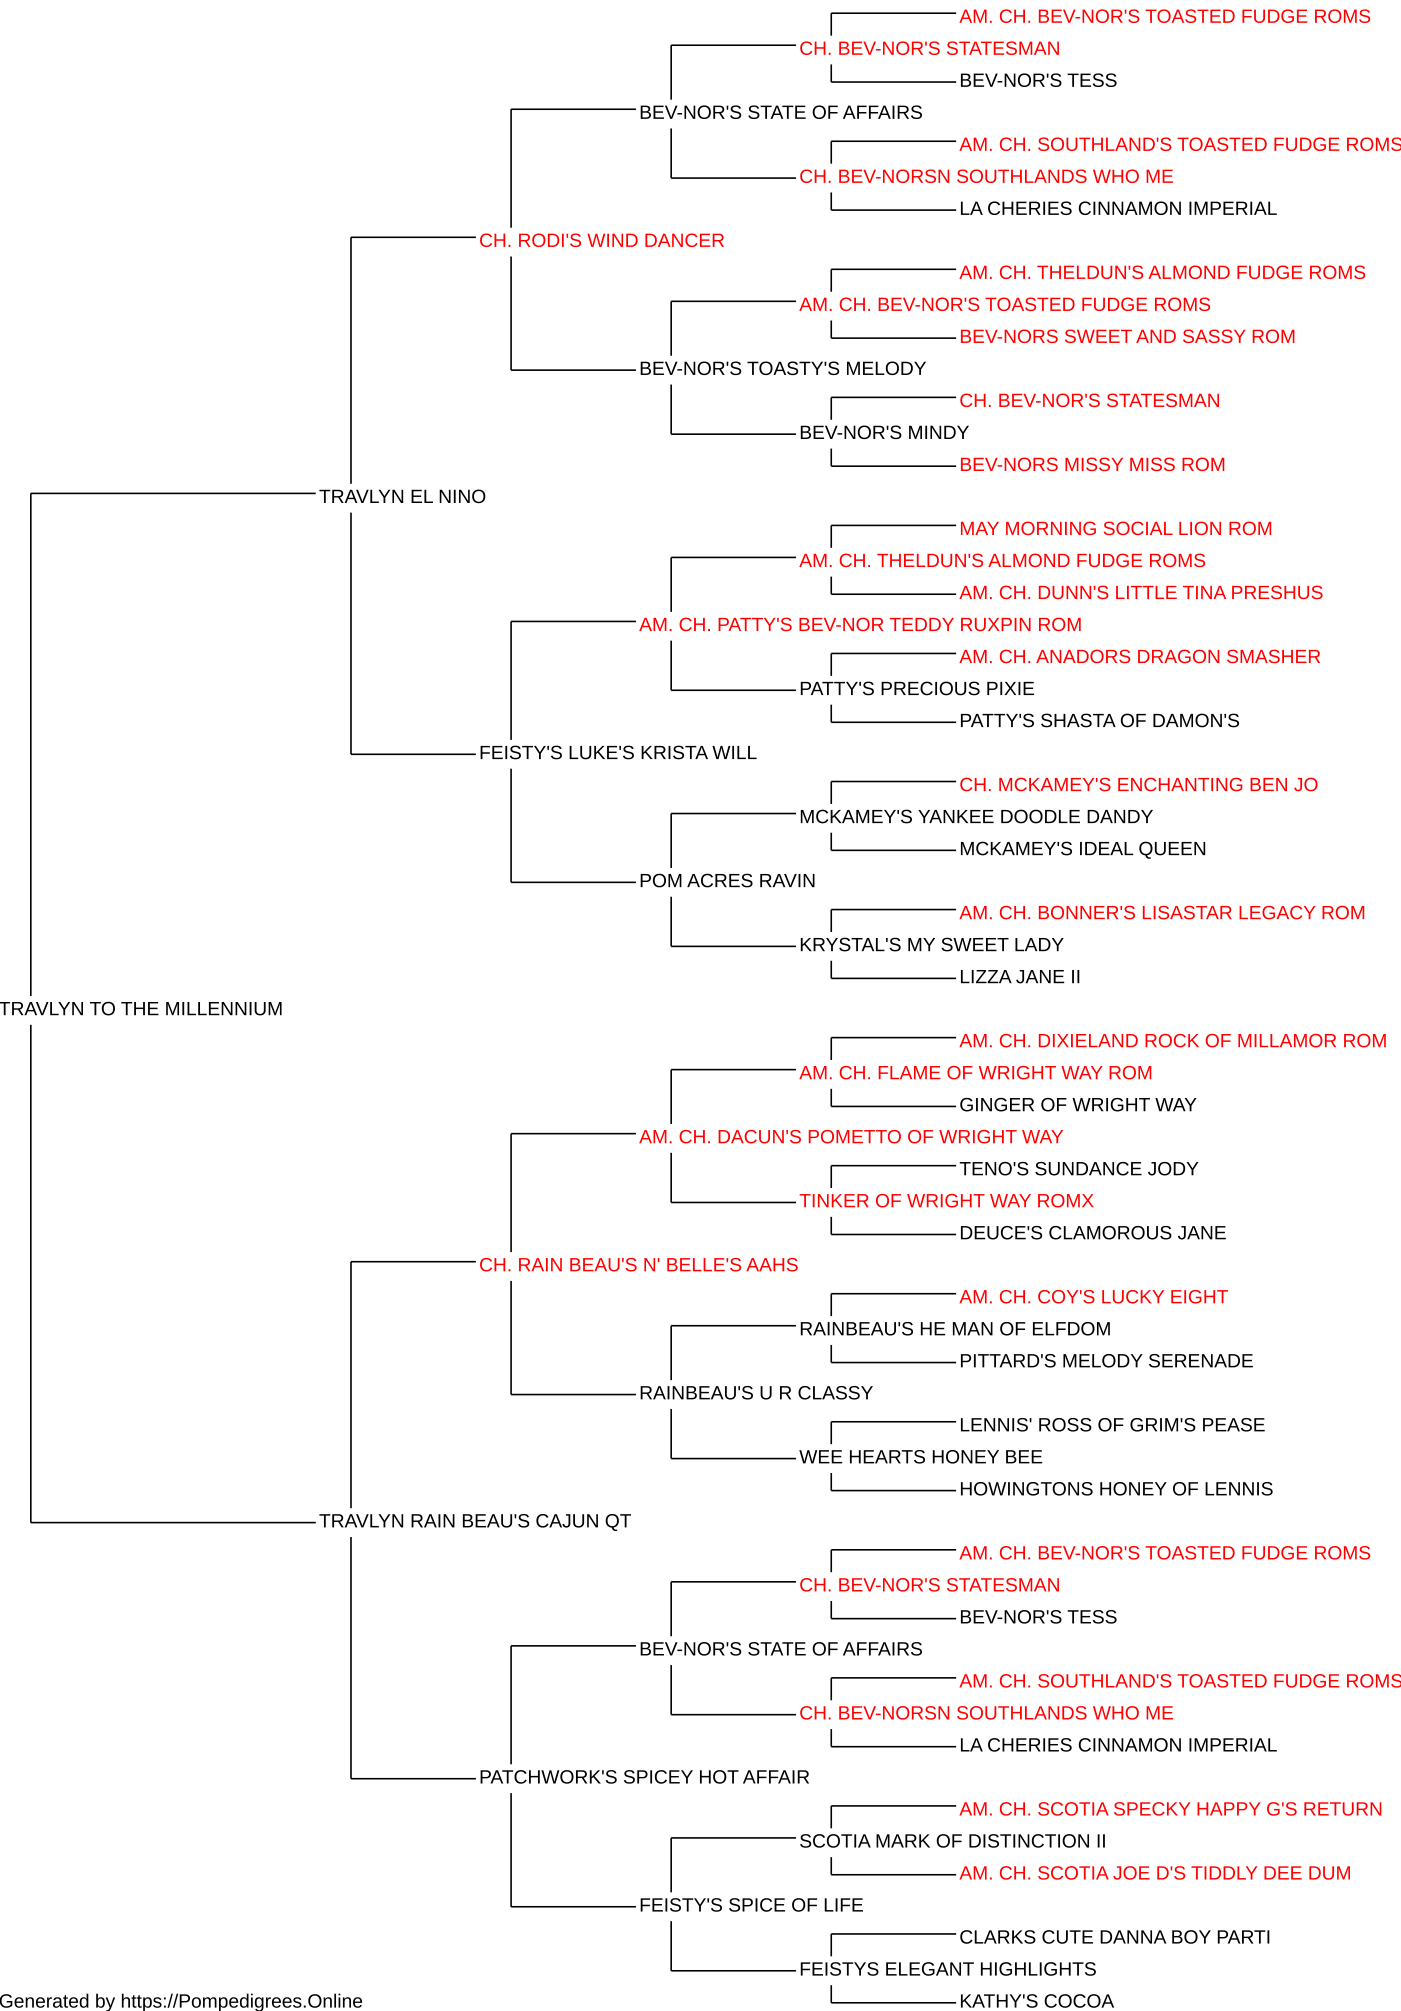 AM. CH. BEV-NOR'S TOASTED FUDGE ROMS
CH. BEV-NOR'S STATESMAN
BEV-NOR'S TESS
BEV-NOR'S STATE OF AFFAIRS
AM. CH. SOUTHLAND'S TOASTED FUDGE ROMS
CH. BEV-NORSN SOUTHLANDS WHO ME
LA CHERIES CINNAMON IMPERIAL
CH. RODI'S WIND DANCER
AM. CH. THELDUN'S ALMOND FUDGE ROMS
AM. CH. BEV-NOR'S TOASTED FUDGE ROMS
BEV-NORS SWEET AND SASSY ROM
BEV-NOR'S TOASTY'S MELODY
CH. BEV-NOR'S STATESMAN
BEV-NOR'S MINDY
BEV-NORS MISSY MISS ROM
TRAVLYN EL NINO
MAY MORNING SOCIAL LION ROM
AM. CH. THELDUN'S ALMOND FUDGE ROMS
AM. CH. DUNN'S LITTLE TINA PRESHUS
AM. CH. PATTY'S BEV-NOR TEDDY RUXPIN ROM
AM. CH. ANADORS DRAGON SMASHER
PATTY'S PRECIOUS PIXIE
PATTY'S SHASTA OF DAMON'S
FEISTY'S LUKE'S KRISTA WILL
CH. MCKAMEY'S ENCHANTING BEN JO
MCKAMEY'S YANKEE DOODLE DANDY
MCKAMEY'S IDEAL QUEEN
POM ACRES RAVIN
AM. CH. BONNER'S LISASTAR LEGACY ROM
KRYSTAL'S MY SWEET LADY
LIZZA JANE II
TRAVLYN TO THE MILLENNIUM
AM. CH. DIXIELAND ROCK OF MILLAMOR ROM
AM. CH. FLAME OF WRIGHT WAY ROM
GINGER OF WRIGHT WAY
AM. CH. DACUN'S POMETTO OF WRIGHT WAY
TENO'S SUNDANCE JODY
TINKER OF WRIGHT WAY ROMX
DEUCE'S CLAMOROUS JANE
CH. RAIN BEAU'S N' BELLE'S AAHS
AM. CH. COY'S LUCKY EIGHT
RAINBEAU'S HE MAN OF ELFDOM
PITTARD'S MELODY SERENADE
RAINBEAU'S U R CLASSY
LENNIS' ROSS OF GRIM'S PEASE
WEE HEARTS HONEY BEE
HOWINGTONS HONEY OF LENNIS
TRAVLYN RAIN BEAU'S CAJUN QT
AM. CH. BEV-NOR'S TOASTED FUDGE ROMS
CH. BEV-NOR'S STATESMAN
BEV-NOR'S TESS
BEV-NOR'S STATE OF AFFAIRS
AM. CH. SOUTHLAND'S TOASTED FUDGE ROMS
CH. BEV-NORSN SOUTHLANDS WHO ME
LA CHERIES CINNAMON IMPERIAL
PATCHWORK'S SPICEY HOT AFFAIR
AM. CH. SCOTIA SPECKY HAPPY G'S RETURN
SCOTIA MARK OF DISTINCTION II
AM. CH. SCOTIA JOE D'S TIDDLY DEE DUM
FEISTY'S SPICE OF LIFE
CLARKS CUTE DANNA BOY PARTI
FEISTYS ELEGANT HIGHLIGHTS
KATHY'S COCOA
Generated by https://Pompedigrees.Online